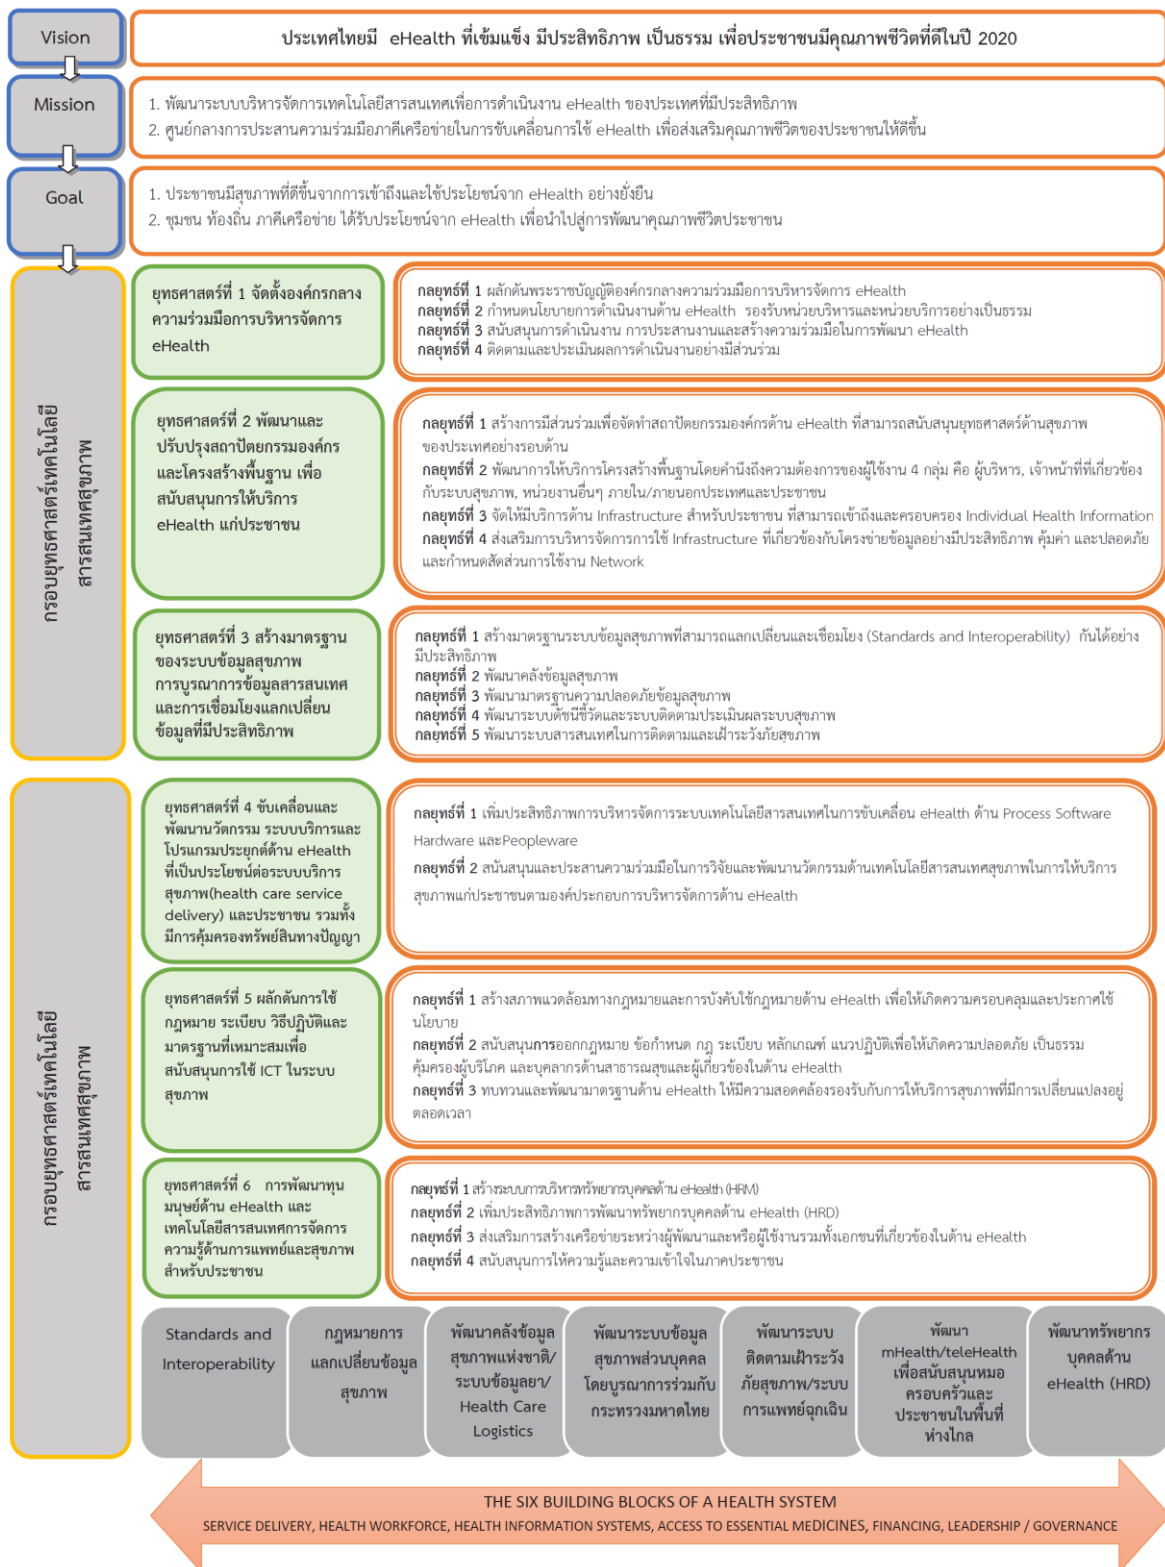 Vision
ประเทศไทยมี eHealth ที่เข้มแข็ง มีประสิทธิภาพ เป็นธรรม เพื่อประชาชนมีคุณภาพชีวิตที่ดีในปี 2020
Mission
1. พัฒนาระบบบริหารจัดการเทคโนโลยีสารสนเทศเพื่อการดำเนินงาน eHealth ของประเทศที่มีประสิทธิภาพ
2. ศูนย์กลางการประสานความร่วมมือภาคีเครือข่ายในการขับเคลื่อนการใช้ eHealth เพื่อส่งเสริมคุณภาพชีวิตของประชาชนให้ดีขึ้น
Goal
1. ประชาชนมีสุขภาพที่ดีขึ้นจากการเข้าถึงและใช้ประโยชน์จาก eHealth อย่างยั่งยืน
2. ชุมชน ท้องถิ่น ภาคีเครือข่าย ได้รับประโยชน์จาก eHealth เพื่อนำไปสู่การพัฒนาคุณภาพชีวิตประชาชน
กรอบยุทธศาสตร์เทคโนโลยี
สารสนเทศสุขภาพ
ยุทธศาสตร์ที่ 1 จัดตั้งองค์กรกลาง
ความร่วมมือการบริหารจัดการ
eHealth
กลยุทธ์ที่ 1 ผลักดันพระราชบัญญัติองค์กรกลางความร่วมมือการบริหารจัดการ eHealth
กลยุทธ์ที่ 2 กำหนดนโยบายการดำเนินงานด้าน eHealth รองรับหน่วยบริหารและหน่วยบริการอย่างเป็นธรรม
กลยุทธ์ที่ 3 สนับสนุนการดำเนินงาน การประสานงานและสร้างความร่วมมือในการพัฒนา eHealth
กลยุทธ์ที่ 4 ติดตามและประเมินผลการดำเนินงานอย่างมีส่วนร่วม
ยุทธศาสตร์ที่ 2 พัฒนาและ
ปรับปรุงสถาปัตยกรรมองค์กร
และโครงสร้างพื้นฐาน เพื่อ
สนับสนุนการให้บริการ
eHealth แก่ประชาชน
กลยุทธ์ที่ 1 สร้างการมีส่วนร่วมเพื่อจัดทำสถาปัตยกรรมองค์กรด้าน eHealth ที่สามารถสนับสนุนยุทธศาสตร์ด้านสุขภาพ
ของประเทศอย่างรอบด้าน
กลยุทธ์ที่ 2 พัฒนาการให้บริการโครงสร้างพื้นฐานโดยคำนึงถึงความต้องการของผู้ใช้งาน 4 กลุ่ม คือ ผู้บริหาร, เจ้าหน้าที่ที่เกี่ยวข้อง
กับระบบสุขภาพ, หน่วยงานอื่นๆ ภายใน/ภายนอกประเทศและประชาชน
กลยุทธ์ที่ 3 จัดให้มีบริการด้าน Infrastructure สำหรับประชาชน ที่สามารถเข้าถึงและครอบครอง Individual Health Information
กลยุทธ์ที่ 4 ส่งเสริมการบริหารจัดการการใช้ Infrastructure ที่เกี่ยวข้องกับโครงข่ายข้อมูลอย่างมีประสิทธิภาพ คุ้มค่า และปลอดภัย
และกำหนดสัดส่วนการใช้งาน Network
ยุทธศาสตร์ที่ 3 สร้างมาตรฐาน
ของระบบข้อมูลสุขภาพ
การบูรณาการข้อมูลสารสนเทศ
และการเชื่อมโยงแลกเปลี่ยน
ข้อมูลที่มีประสิทธิภาพ
กลยุทธ์ที่ 1 สร้างมาตรฐานระบบข้อมูลสุขภาพที่สามารถแลกเปลี่ยนและเชื่อมโยง (Standards and Interoperability) กันได้อย่าง
มีประสิทธิภาพ
กลยุทธ์ที่ 2 พัฒนาคลังข้อมูลสุขภาพ
กลยุทธ์ที่ 3 พัฒนามาตรฐานความปลอดภัยข้อมูลสุขภาพ
กลยุทธ์ที่ 4 พัฒนาระบบดัชนีชี้วัดและระบบติดตามประเมินผลระบบสุขภาพ
กลยุทธ์ที่ 5 พัฒนาระบบสารสนเทศในการติดตามและเฝ้าระวังภัยสุขภาพ
กรอบยุทธศาสตร์เทคโนโลยี
สารสนเทศสุขภาพ
ยุทธศาสตร์ที่ 4 ขับเคลื่อนและ
พัฒนานวัตกรรม ระบบบริการและ
โปรแกรมประยุกต์ด้าน eHealth
ที่เป็นประโยชน์ต่อระบบบริการ
สุขภาพ(health care service
delivery) และประชาชน รวมทั้ง
มีการคุ้มครองทรัพย์สินทางปัญญา
กลยุทธ์ที่ 1 เพิ่มประสิทธิภาพการบริหารจัดการระบบเทคโนโลยีสารสนเทศในการขับเคลื่อน eHealth ด้าน Process Software
Hardware และPeopleware
กลยุทธ์ที่ 2 สนันสนุนและประสานความร่วมมือในการวิจัยและพัฒนานวัตกรรมด้านเทคโนโลยีสารสนเทศสุขภาพในการให้บริการ
สุขภาพแก่ประชาชนตามองค์ประกอบการบริหารจัดการด้าน eHealth
ยุทธศาสตร์ที่ 5 ผลักดันการใช้
กฎหมาย ระเบียบ วิธีปฏิบัติและ
มาตรฐานที่เหมาะสมเพื่อ
สนับสนุนการใช้ ICT ในระบบ
สุขภาพ
กลยุทธ์ที่ 1 สร้างสภาพแวดล้อมทางกฎหมายและการบังคับใช้กฎหมายด้าน eHealth เพื่อให้เกิดความครอบคลุมและประกาศใช้
นโยบาย
กลยุทธ์ที่ 2 สนับสนุนการออกกฎหมาย ข้อกำหนด กฎ ระเบียบ หลักเกณฑ์ แนวปฏิบัติเพื่อให้เกิดความปลอดภัย เป็นธรรม
คุ้มครองผู้บริโภค และบุคลากรด้านสาธารณสุขและผู้เกี่ยวข้องในด้าน eHealth
กลยุทธ์ที่ 3 ทบทวนและพัฒนามาตรฐานด้าน eHealth ให้มีความสอดคล้องรองรับกับการให้บริการสุขภาพที่มีการเปลี่ยนแปลงอยู่
ตลอดเวลา
ยุทธศาสตร์ที่ 6 การพัฒนาทุน
มนุษย์ด้าน eHealth และ
เทคโนโลยีสารสนเทศการจัดการ
ความรู้ด้านการแพทย์และสุขภาพ
สำหรับประชาชน
กลยุทธ์ที่ 1 สร้างระบบการบริหารทรัพยากรบุคคลด้าน eHealth (HRM)
กลยุทธ์ที่ 2 เพิ่มประสิทธิภาพการพัฒนาทรัพยากรบุคคลด้าน eHealth (HRD)
กลยุทธ์ที่ 3 ส่งเสริมการสร้างเครือข่ายระหว่างผู้พัฒนาและหรือผู้ใช้งานรวมทั้งเอกชนที่เกี่ยวข้องในด้าน eHealth
กลยุทธ์ที่ 4 สนับสนุนการให้ความรู้และความเข้าใจในภาคประชาชน
Standards and
Interoperability
กฎหมายการ
แลกเปลี่ยนข้อมูล
สุขภาพ
พัฒนาคลังข้อมูล
สุขภาพแห่งชาติ/
ระบบข้อมูลยา/
Health Care
Logistics
พัฒนาระบบข้อมูล
สุขภาพส่วนบุคคล
โดยบูรณาการร่วมกับ
กระทรวงมหาดไทย
พัฒนาระบบ
ติดตามเฝ้าระวัง
ภัยสุขภาพ/ระบบ
การแพทย์ฉุกเฉิน
พัฒนา
mHealth/teleHealth
เพื่อสนับสนุนหมอ
ครอบครัวและ
ประชาชนในพื้นที่
ห่างไกล
พัฒนาทรัพยากร
บุคคลด้าน
eHealth (HRD)
THE SIX BUILDING BLOCKS OF A HEALTH SYSTEM
SERVICE DELIVERY, HEALTH WORKFORCE, HEALTH INFORMATION SYSTEMS, ACCESS TO ESSENTIAL MEDICINES, FINANCING, LEADERSHIP / GOVERNANCE